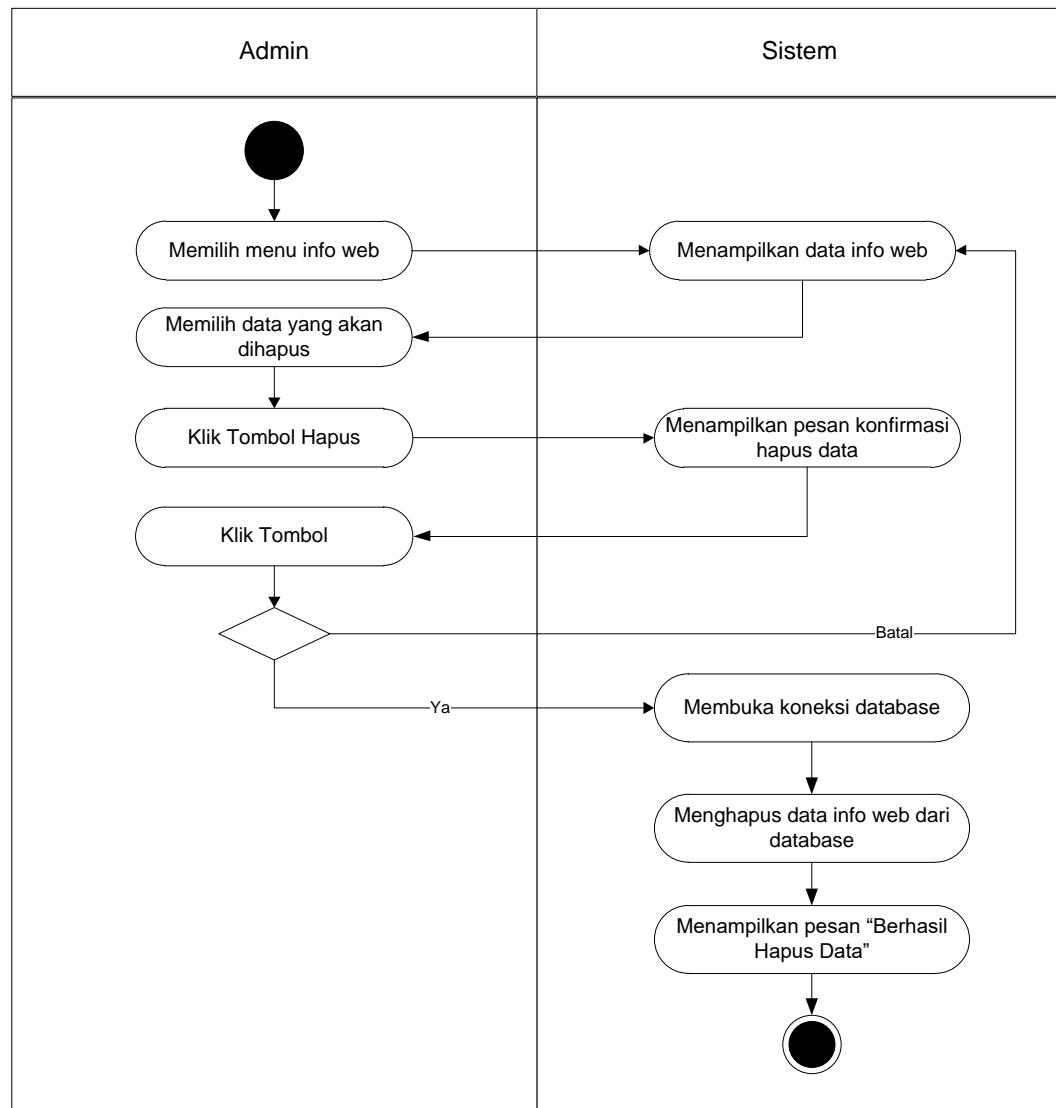 Admin
Sistem
Memilih menu info web
Menampilkan data info web
Memilih data yang akan
dihapus
Klik Tombol Hapus
Menampilkan pesan konfirmasi
hapus data
Klik Tombol
Batal
Ya
Membuka koneksi database
Menghapus data info web dari
database
Menampilkan pesan “Berhasil
Hapus Data”